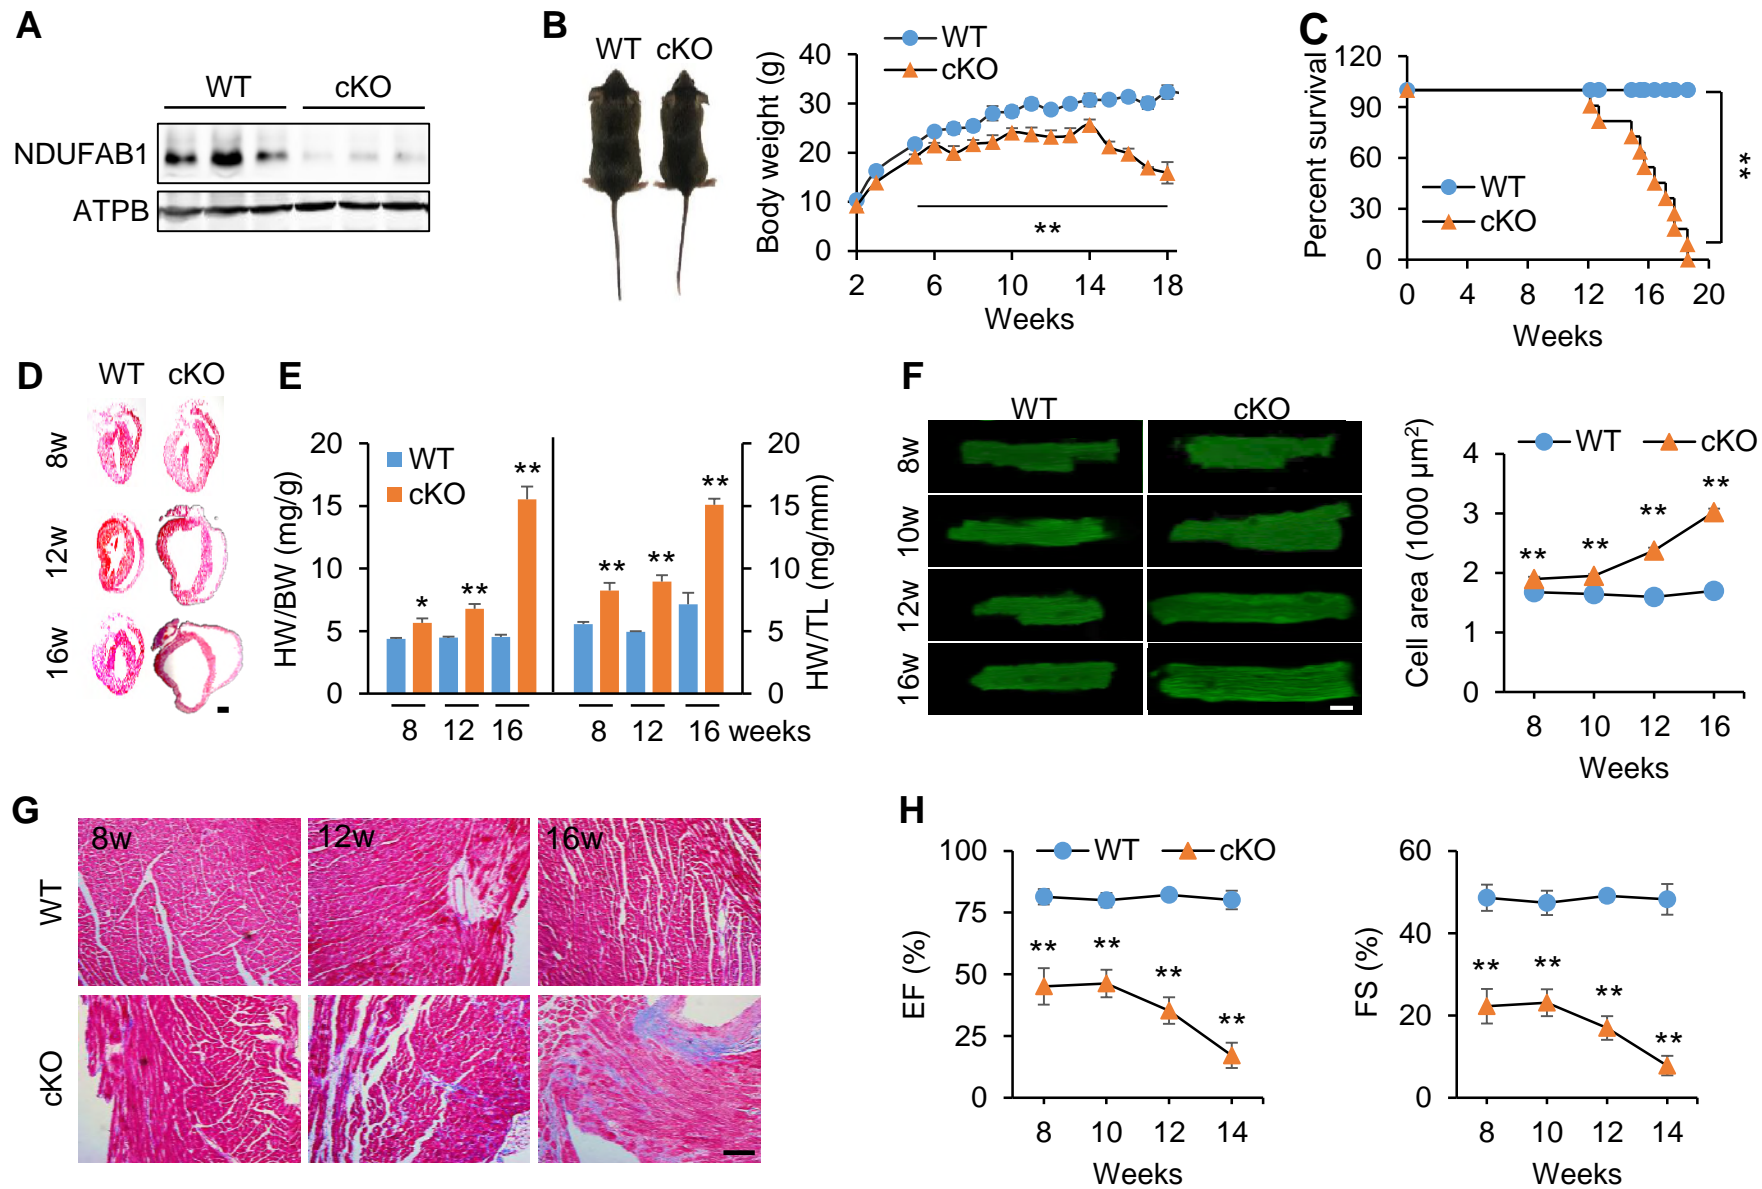 A
WT cKO
NDUFAB1
ATPB
B
WT cKO
WT
cKO
Body weight (g)
40
30
20
10
0
**
2 6 10 14 18
Weeks
C
Percent survival
120
90
60
30
0
WT
cKO
**
0 4 8 12 16 20
Weeks
D
WT cKO
8w
12w
16w
E
HW/BW (mg/g)
20
15
10
5
0
WT
cKO
* ** **
** ** **
20
15
10
5
0
HW/TL (mg/mm)
8 12 16 8 12 16 weeks
F
WT cKO
8w
10w
12w
16w
WT cKO
Cell area (1000 µm²)
4
3
2
1
0
** ** ** **
8 10 12 16
Weeks
G
8w 12w 16w
WT
cKO
H
WT cKO
EF (%)
100
75
50
25
0
** ** ** **
8 10 12 14
Weeks
FS (%)
60
40
20
0
** ** ** **
8 10 12 14
Weeks